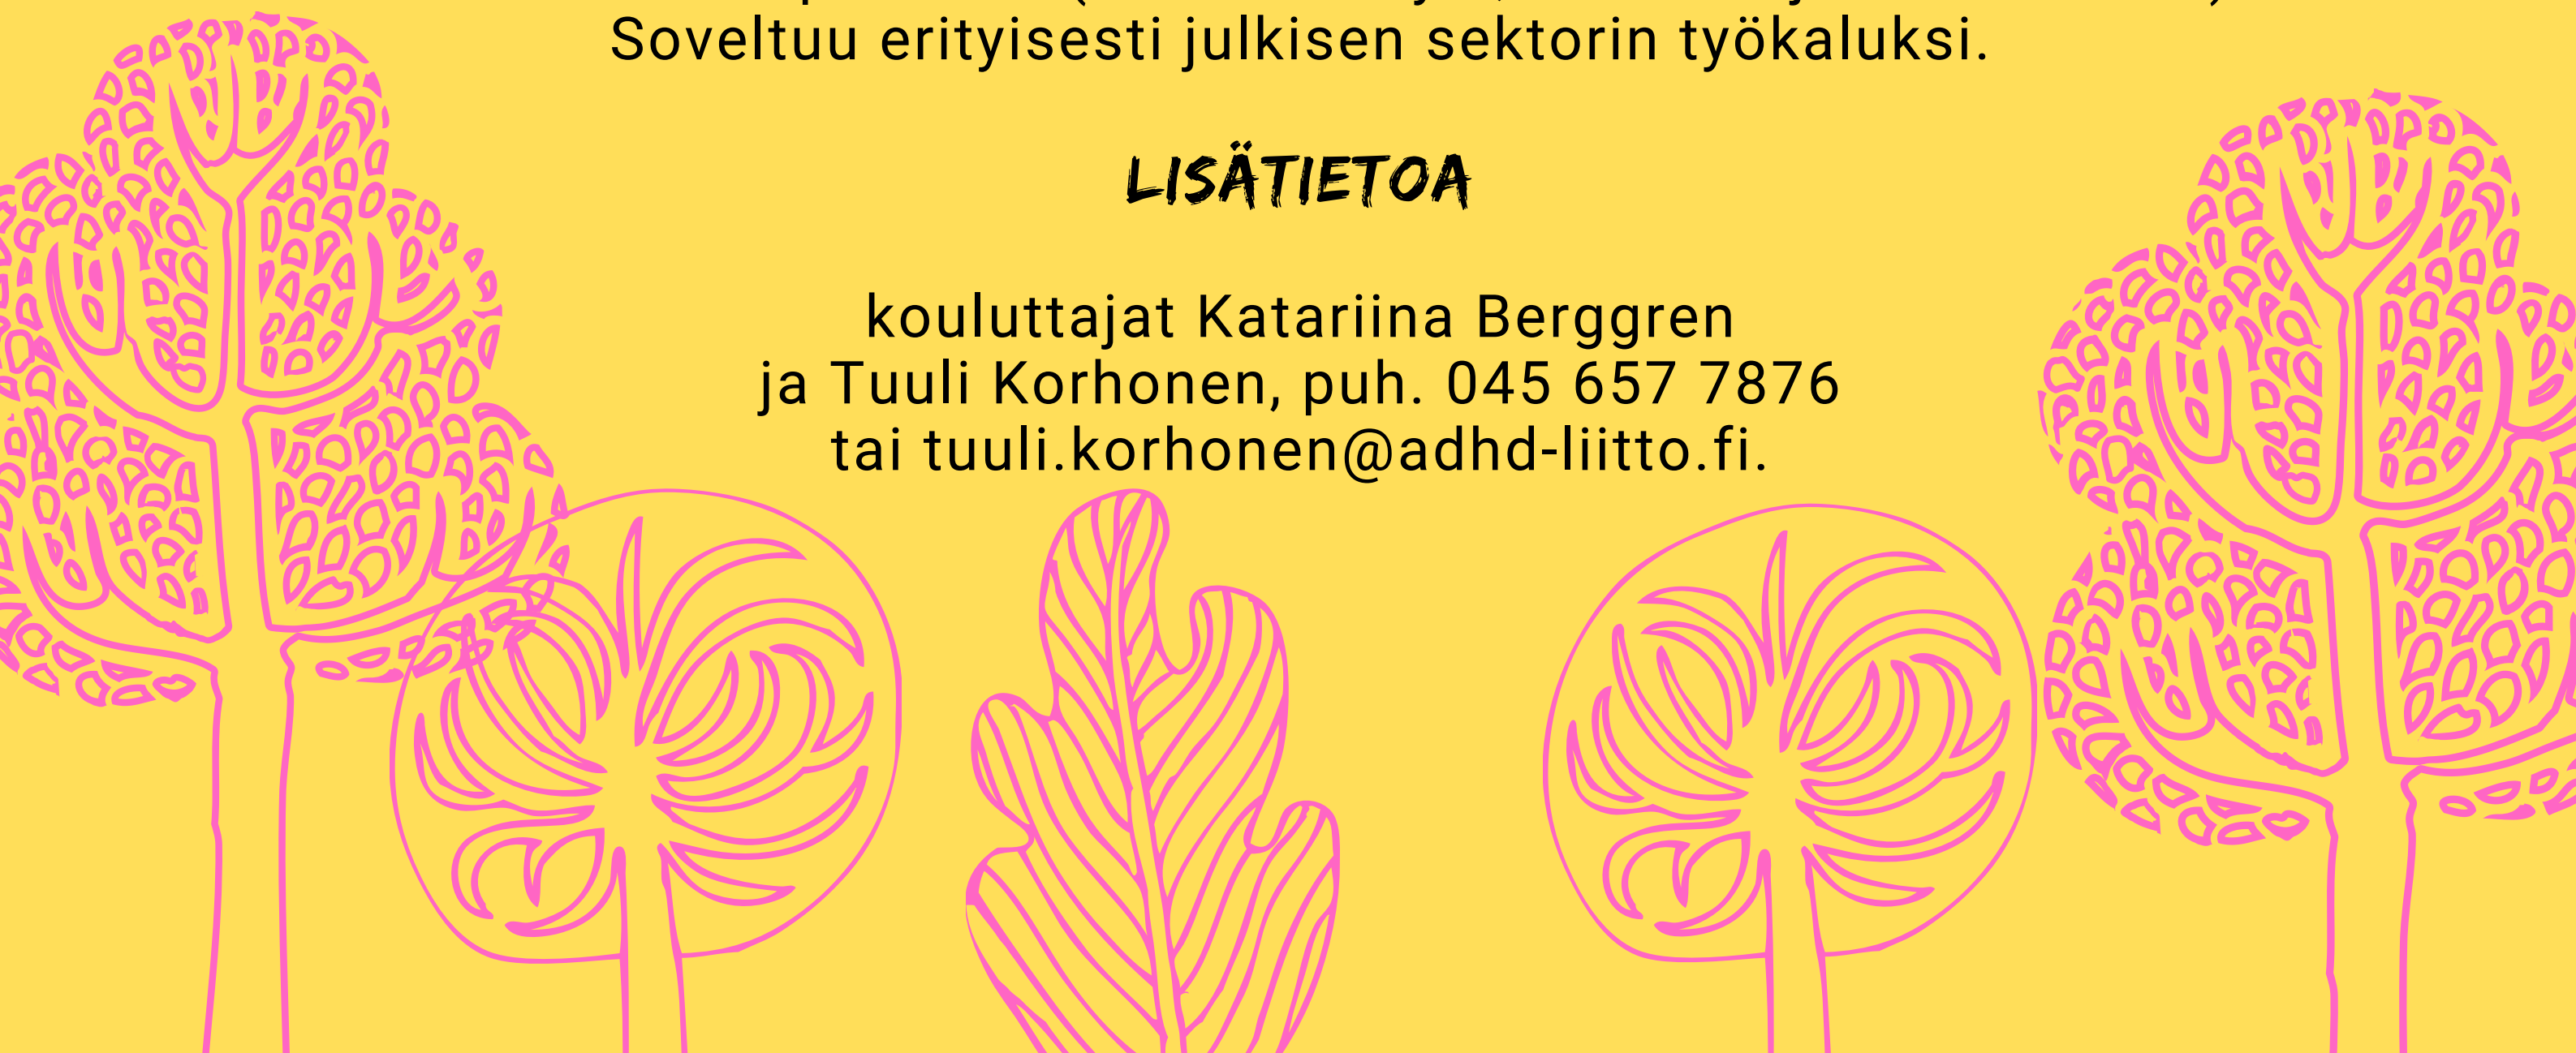 Soveltuu erityisesti julkisen sektorin työkaluksi.
LISÄTIETOA
kouluttajat Katariina Berggren
ja Tuuli Korhonen, puh. 045 657 7876
tai tuuli.korhonen@adhd-liitto.fi.